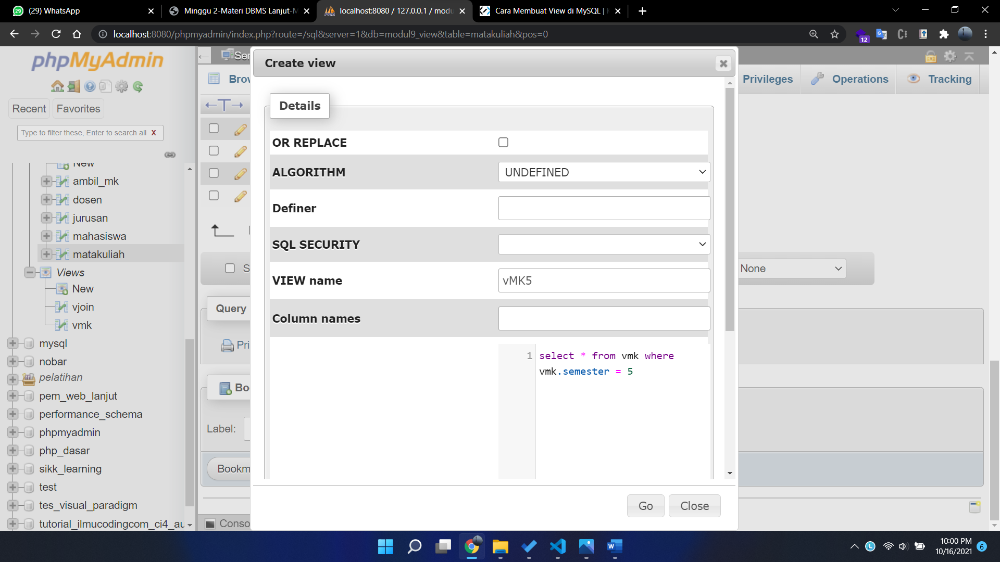 (29) WhatsApp
Minggu 2-Materi DBMS Lanjut-M
localhost:8080 / 127.0.0.1 / modu
Cara Membuat View di MySQL |
localhost:8080/phpmyadmin/index.php?route=/sql&server=1&db=modul9_view&table=matakuliah&pos=0
12
phpMyAdmin
Recent
Favorites
Type to filter these, Enter to search all
X
New
ambil_mk
dosen
jurusan
mahasiswa
matakuliah
Views
New
vjoin
vmk
mysql
nobar
pelatihan
pem_web_lanjut
performance_schema
phpmyadmin
php_dasar
sikk_learning
test
tes_visual_paradigm
tutorial_ilmucodingcom_ci4_au
Ser
Brov
Privileges
Operations
Tracking
S
None
Query
Pri
Bo
Label:
Bookm
Conso
Create view
Details
OR REPLACE
ALGORITHM
UNDEFINED
Definer
SQL SECURITY
VIEW name
vMK5
Column names
1
select * from vmk where
vmk.semester = 5
Go
Close
10:00 PM
10/16/2021
6